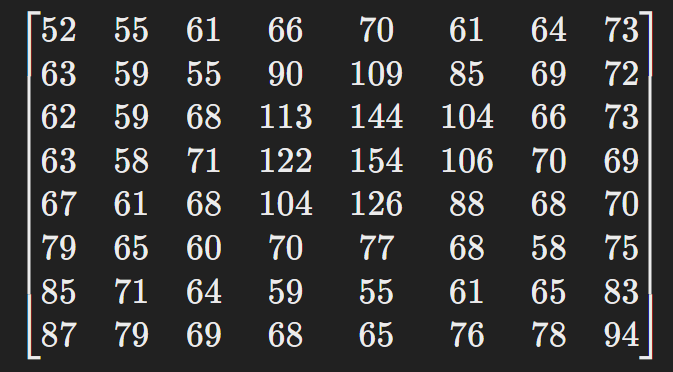 52 55 61 66 70 61 64 73
63 59 55 90 109 85 69 72
62 59 68 113 144 104 66 73
63 58 71 122 154 106 70 69
67 61 68 104 126 88 68 70
79 65 60 70 77 68 58 75
85 71 64 59 55 61 65 83
87 79 69 68 65 76 78 94